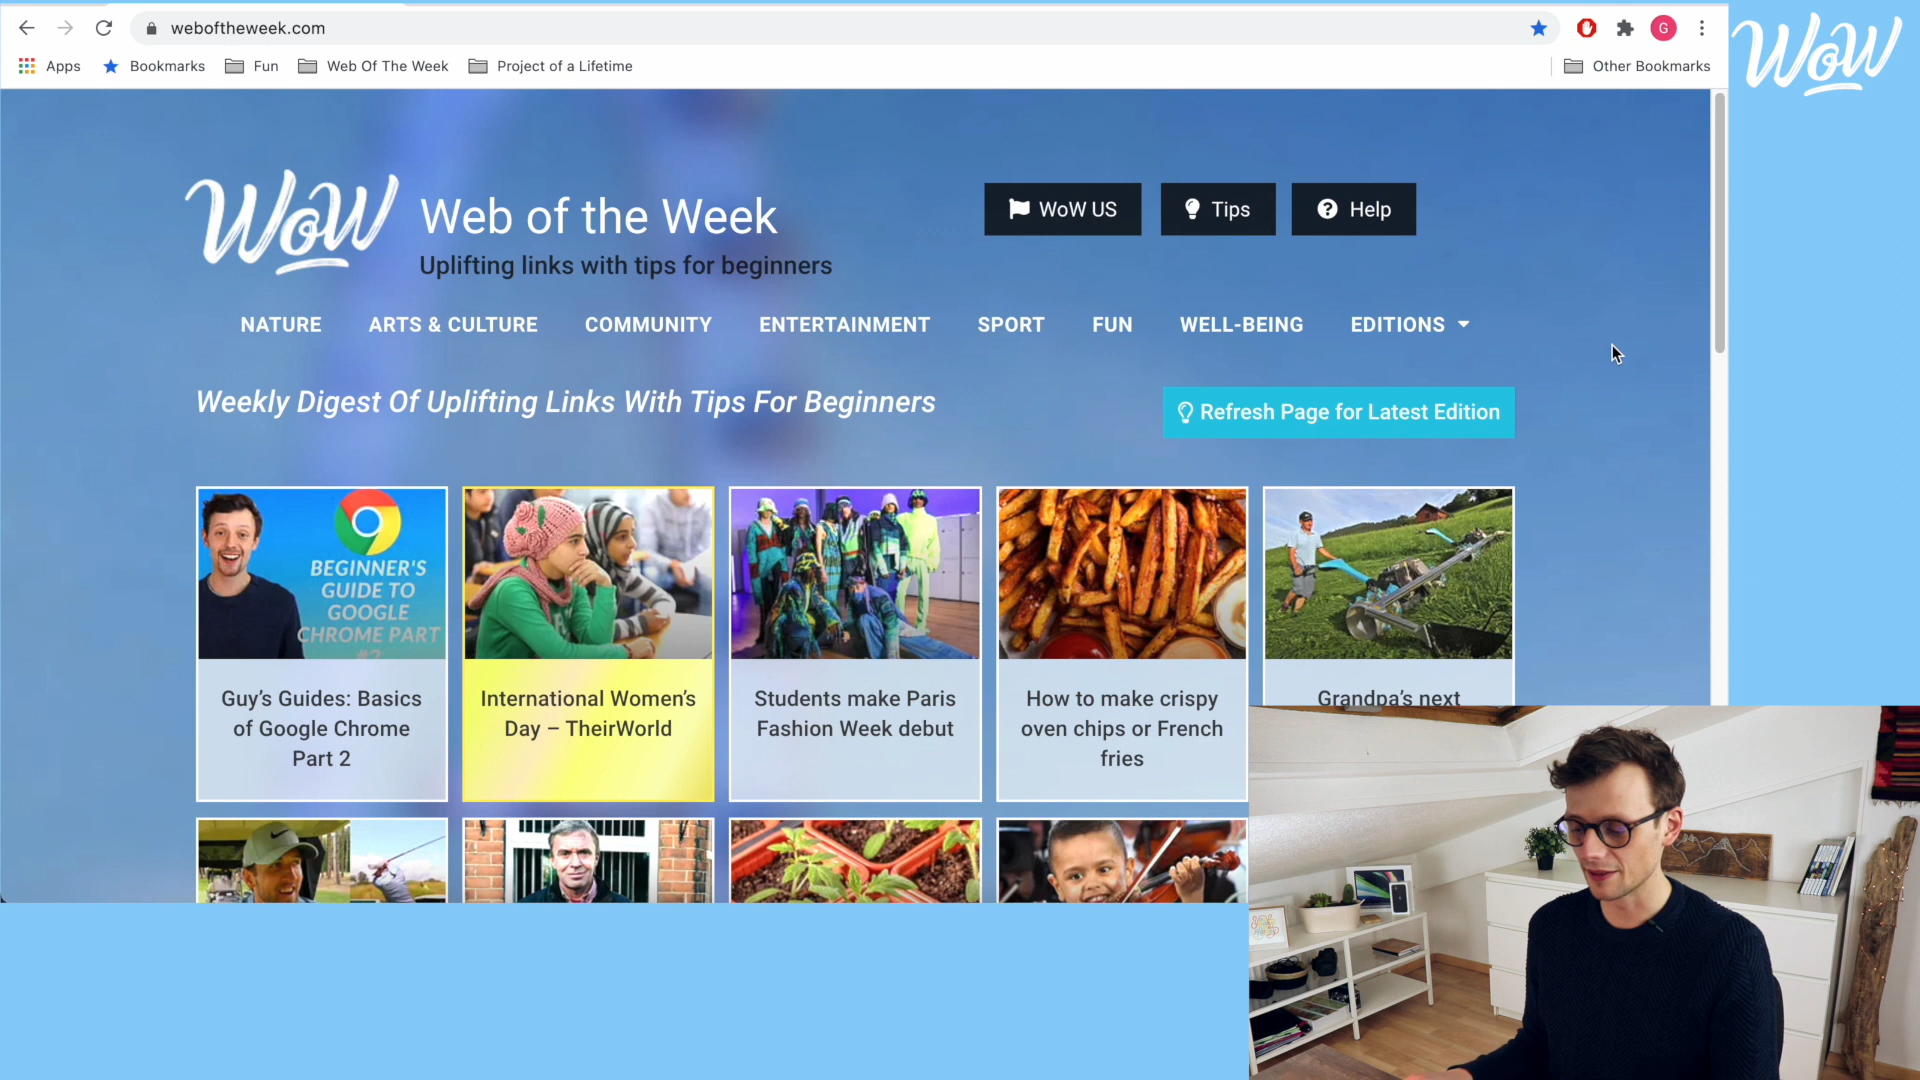 weboftheweek.com
G
Apps
Bookmarks
Fun
Web Of The Week
Project of a Lifetime
Other Bookmarks
WoW
WoW
Web of the Week
Uplifting links with tips for beginners
WoW US
Tips
Help
NATURE
ARTS & CULTURE
COMMUNITY
ENTERTAINMENT
SPORT
FUN
WELL-BEING
EDITIONS
Weekly Digest Of Uplifting Links With Tips For Beginners
Refresh Page for Latest Edition
BEGINNER'S
GUIDE TO
GOOGLE
CHROME PART
#2
Guy's Guides: Basics
of Google Chrome
Part 2
International Women's
Day – TheirWorld
Students make Paris
Fashion Week debut
How to make crispy
oven chips or French
fries
Grandpa's next